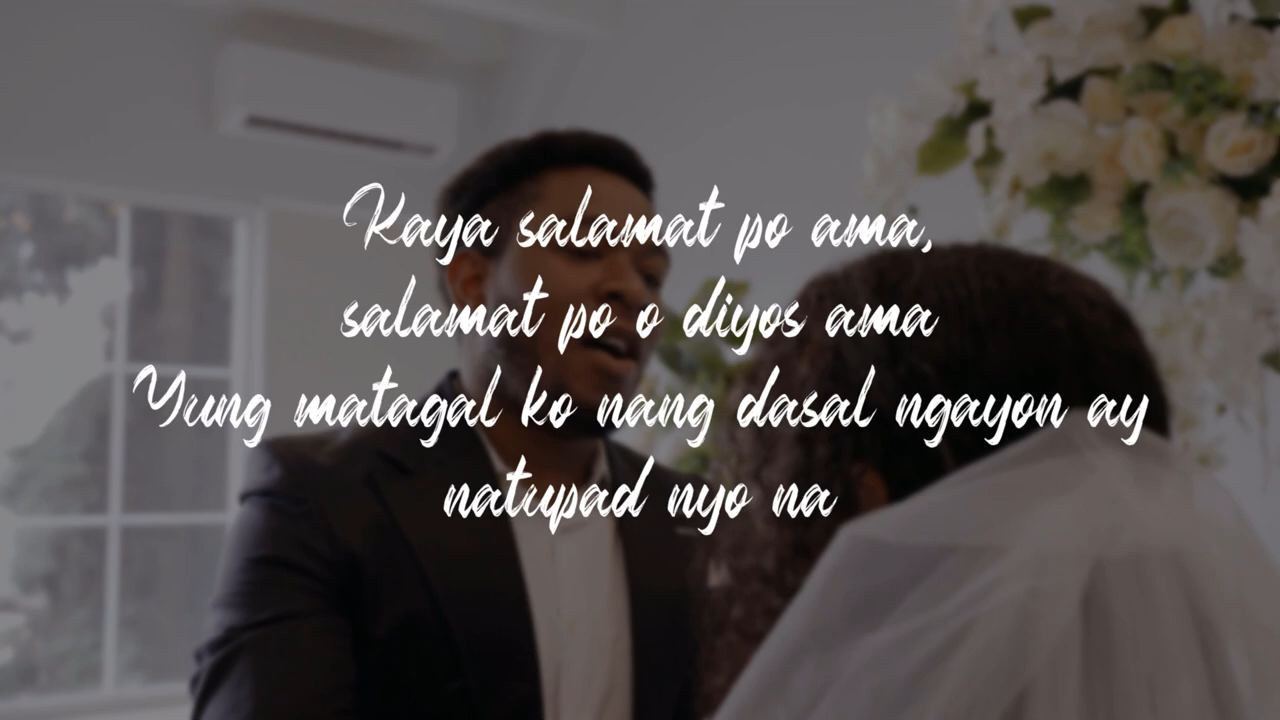 Kaya salamat po ama,
salamat po o diyos ama
Yung matagal ko nang dasal ngayon ay
natupad nyo na